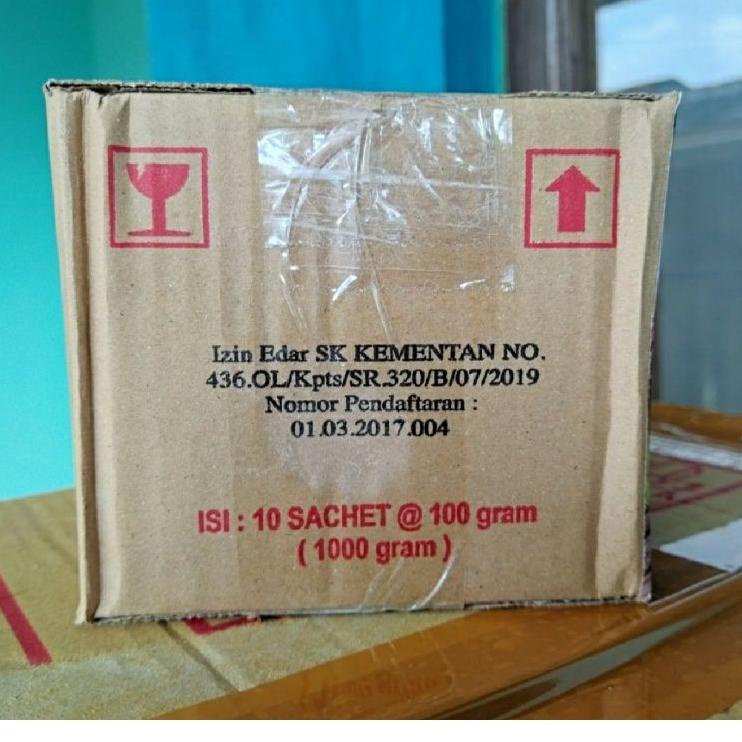 Izin Edar SK KEMENTAN NO.
436.OL/Kpts/SR.320/B/07/2019
Nomor Pendaftaran :
01.03.2017.004
ISI : 10 SACHET @ 100 gram
( 1000 gram )